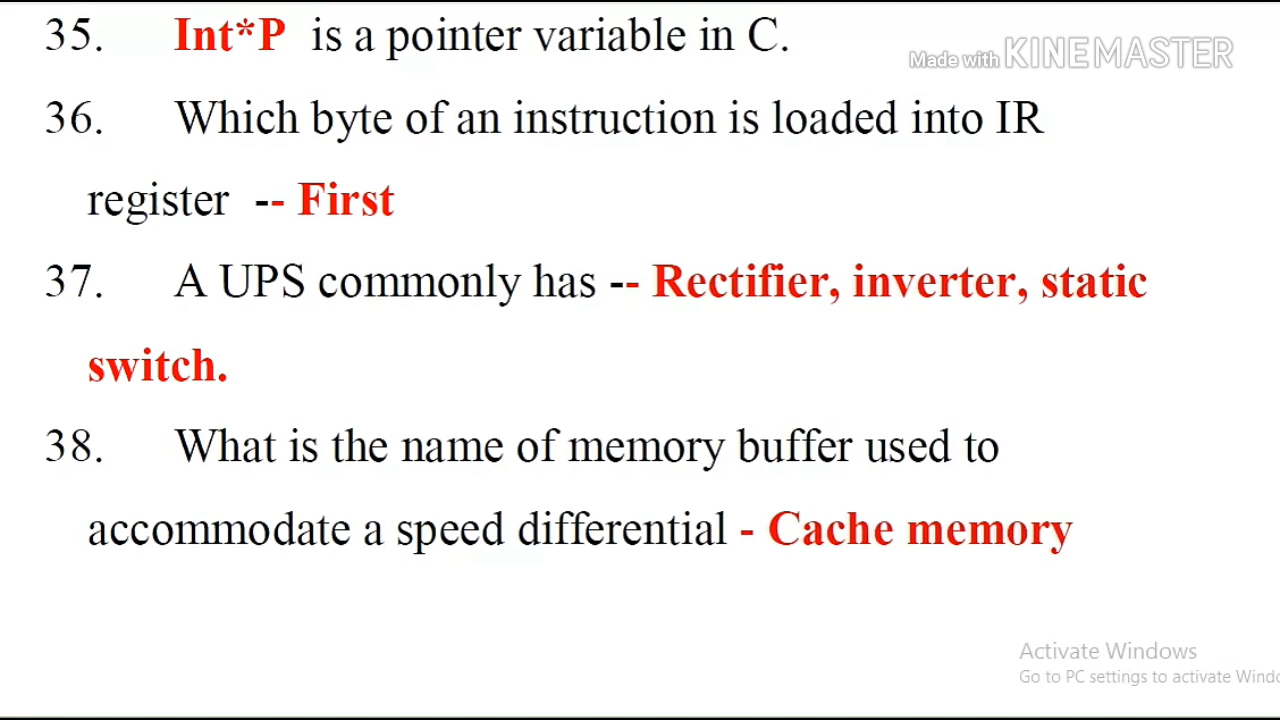 35. Int*P is a pointer variable in C.
Made with KINEMASTER
36. Which byte of an instruction is loaded into IR
register -- First
37. A UPS commonly has -- Rectifier, inverter, static
switch.
38. What is the name of memory buffer used to
accommodate a speed differential - Cache memory
Activate Windows
Go to PC settings to activate Windo